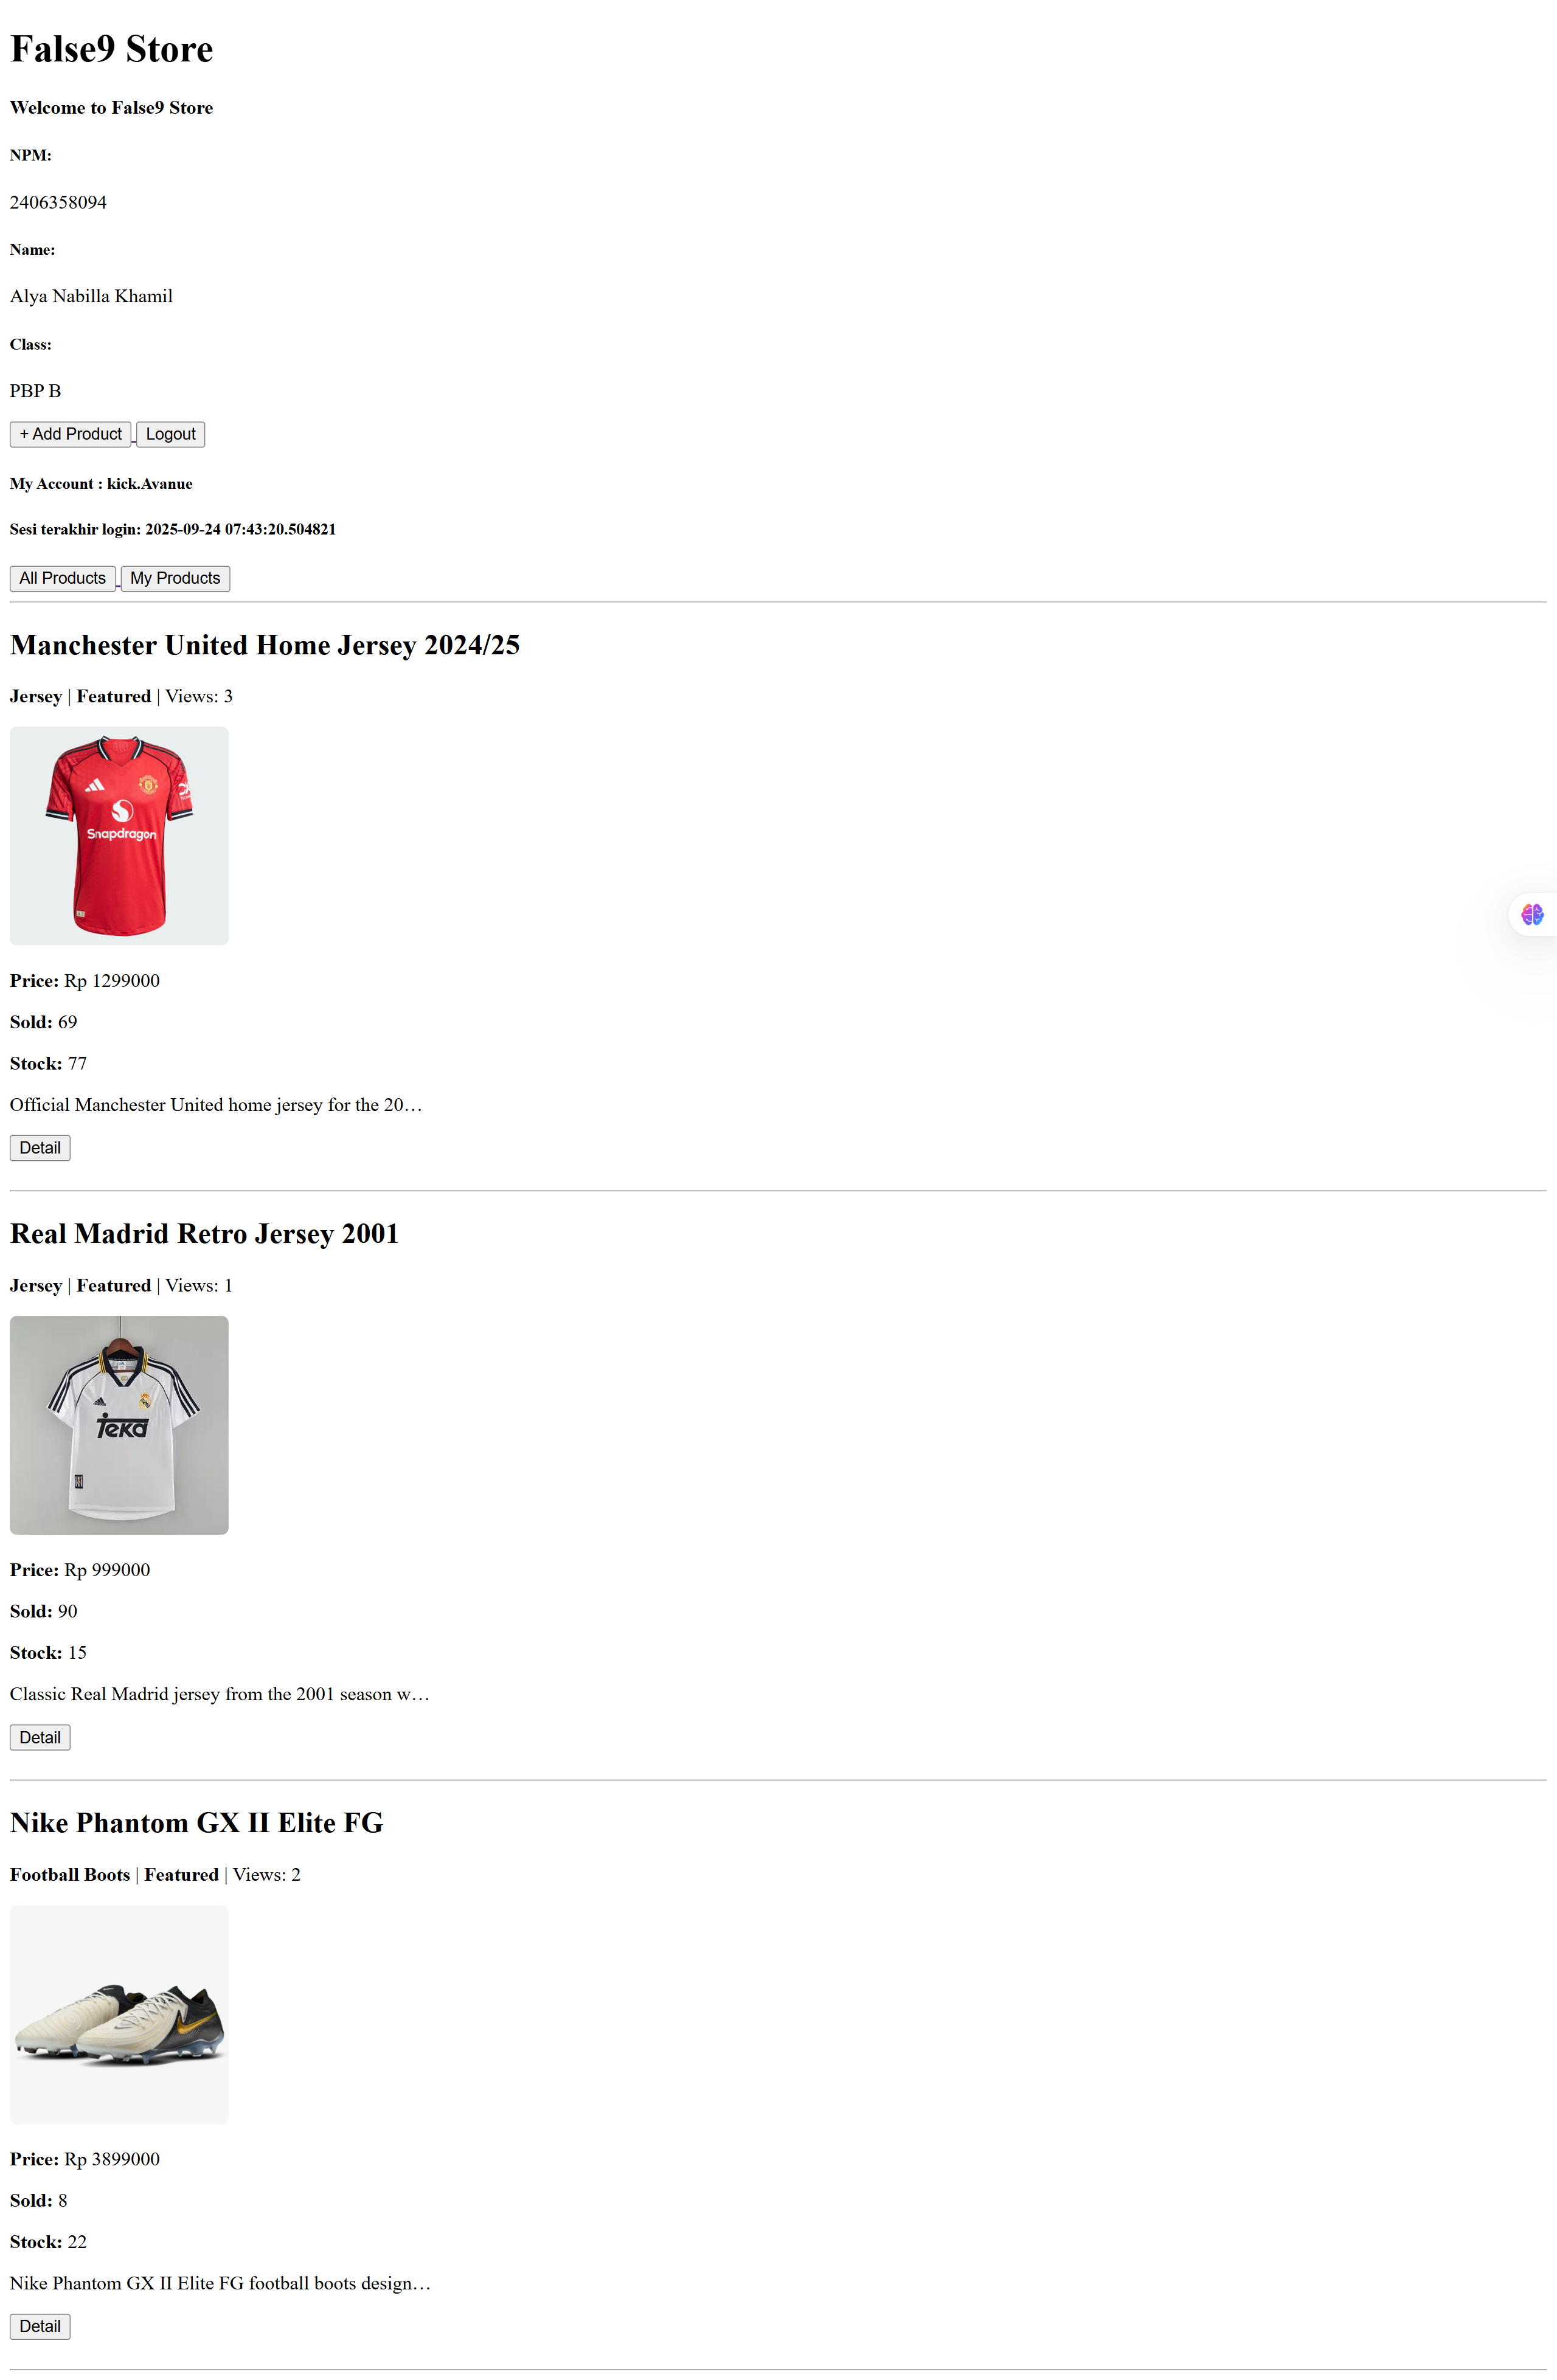 False9 Store
Welcome to False9 Store
NPM:
2406358094
Name:
Alya Nabilla Khamil
Class:
PBP B
+ Add Product Logout
My Account : kick.Avanue
Sesi terakhir login: 2025-09-24 07:43:20.504821
All Products My Products
Manchester United Home Jersey 2024/25
Jersey | Featured | Views: 3
Snapdragon
Price: Rp 1299000
Sold: 69
Stock: 77
Official Manchester United home jersey for the 20…
Detail
Real Madrid Retro Jersey 2001
Jersey | Featured | Views: 1
Teka
Price: Rp 999000
Sold: 90
Stock: 15
Classic Real Madrid jersey from the 2001 season w…
Detail
Nike Phantom GX II Elite FG
Football Boots | Featured | Views: 2
Price: Rp 3899000
Sold: 8
Stock: 22
Nike Phantom GX II Elite FG football boots design…
Detail